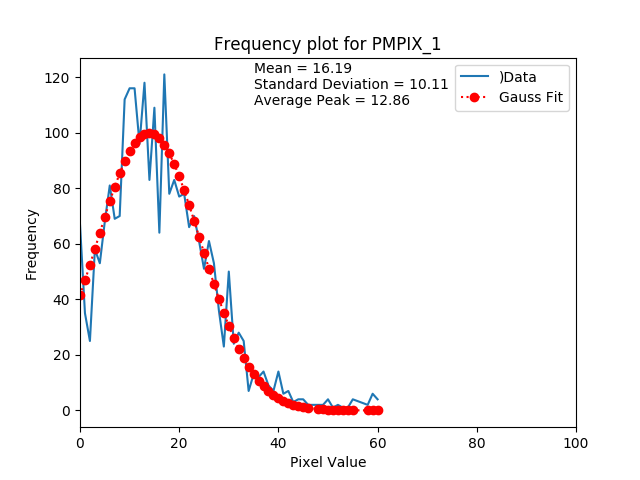 Frequency plot for PMPIX_1
Mean = 16.19
Standard Deviation = 10.11
Average Peak = 12.86
)Data
Gauss Fit
Frequency
120
100
80
60
40
20
0
0 20 40 60 80 100
Pixel Value